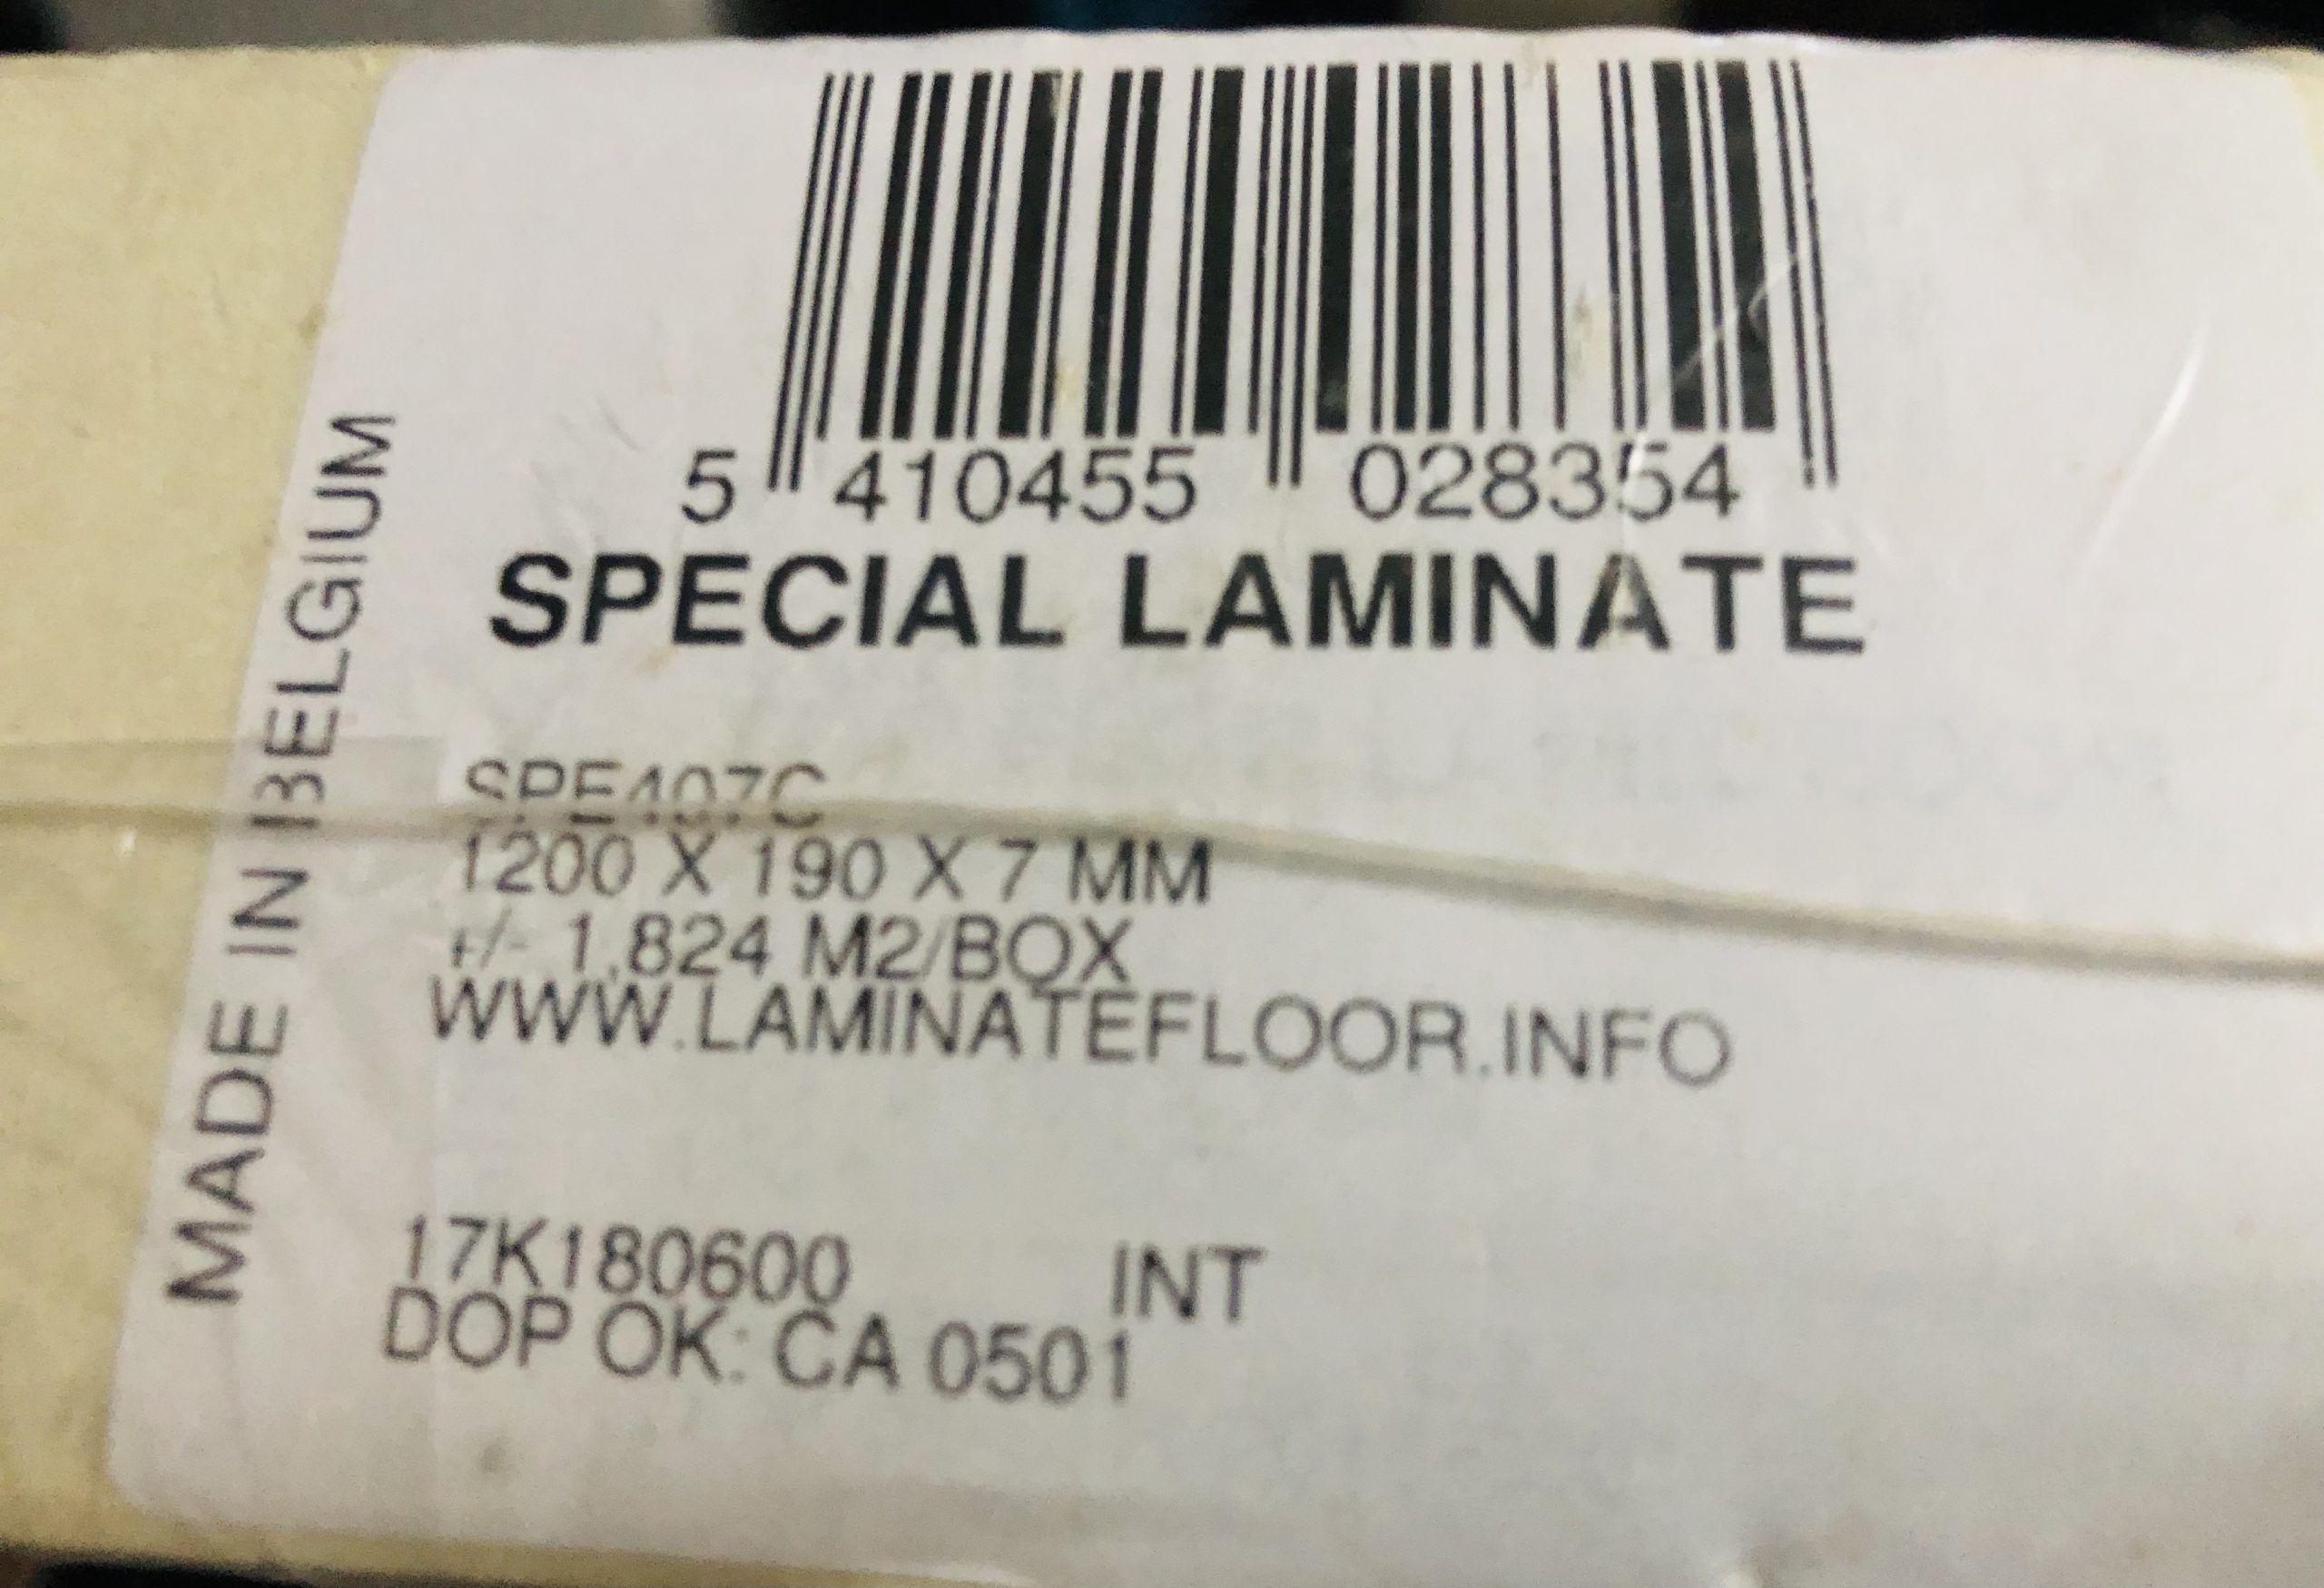 5 410455 028354
SPECIAL LAMINATE
MADE IN BELGIUM
SPE407C
1200 X 190 X 7 MM
+/- 1,824 M2/BOX
WWW.LAMINATEFLOOR.INFO
17K180600 INT
DOP OK: CA 0501